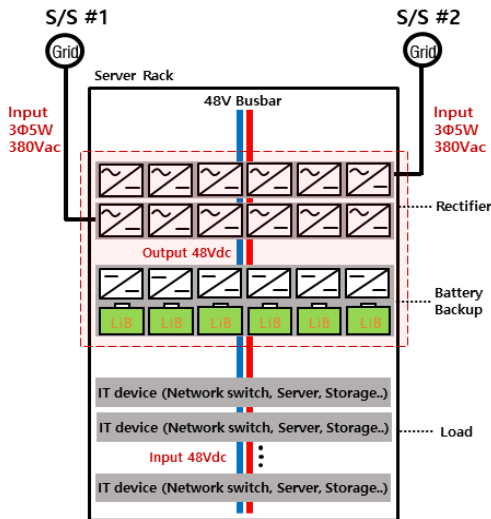 S/S #1
S/S #2
Grid
Grid
Server Rack
48V Busbar
Input
3Φ5W
380Vac
Input
3Φ5W
380Vac
Rectifier
Output 48Vdc
Battery
Backup
LiB LiB LiB LiB LiB LiB
IT device (Network switch, Server, Storage..)
IT device (Network switch, Server, Storage..)
Load
Input 48Vdc
IT device (Network switch, Server, Storage..)